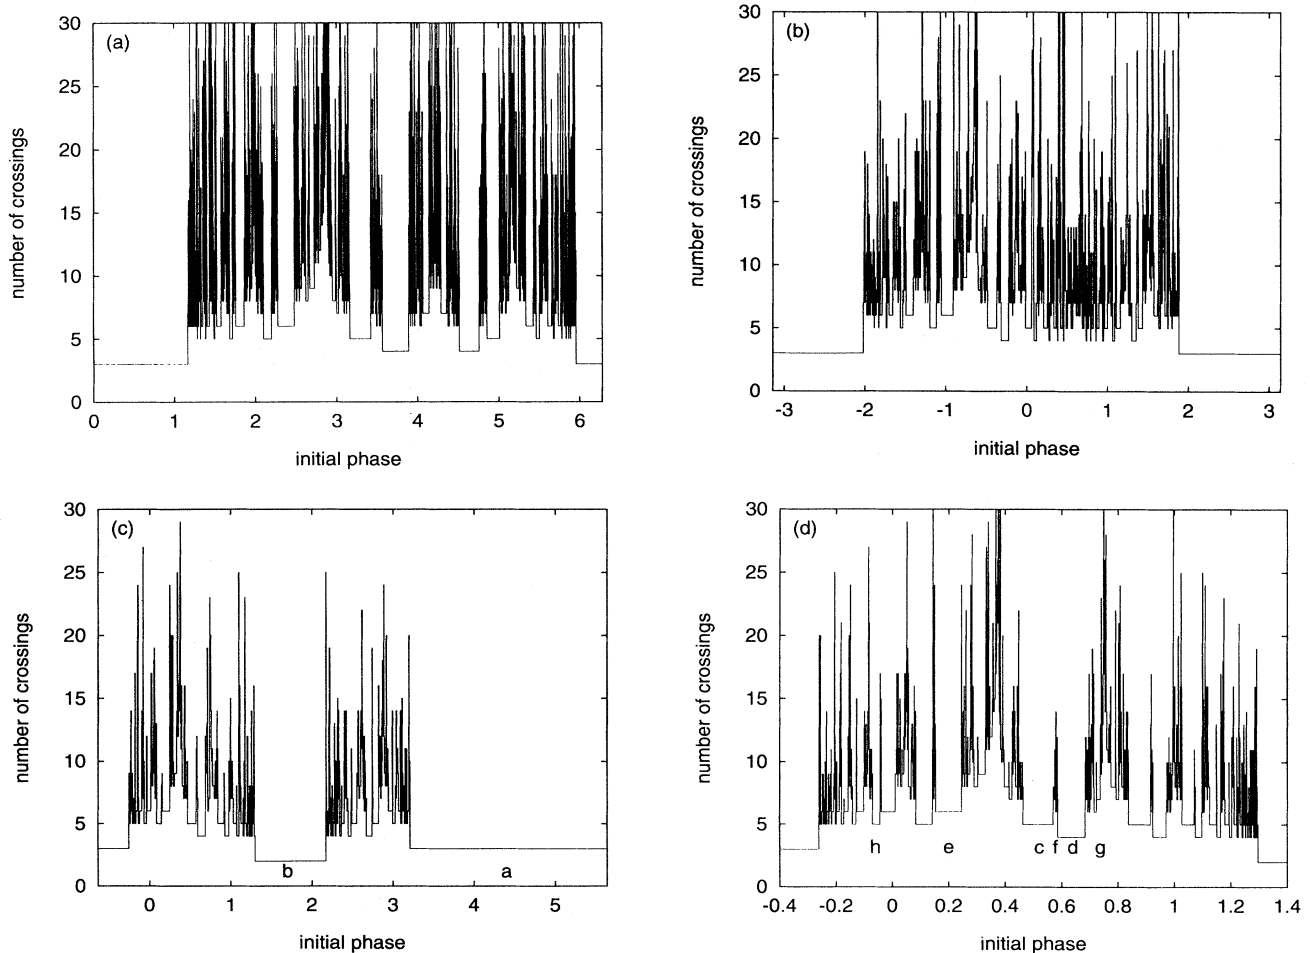 (a)
number of crossings
30
25
20
15
10
5
0
0 1 2 3 4 5 6
initial phase
(b)
number of crossings
30
25
20
15
10
5
0
-3 -2 -1 0 1 2 3
initial phase
(c)
number of crossings
30
25
20
15
10
5
0
b a
0 1 2 3 4 5
initial phase
(d)
number of crossings
30
25
20
15
10
5
0
h e c f d g
-0.4 -0.2 0 0.2 0.4 0.6 0.8 1 1.2 1.4
initial phase